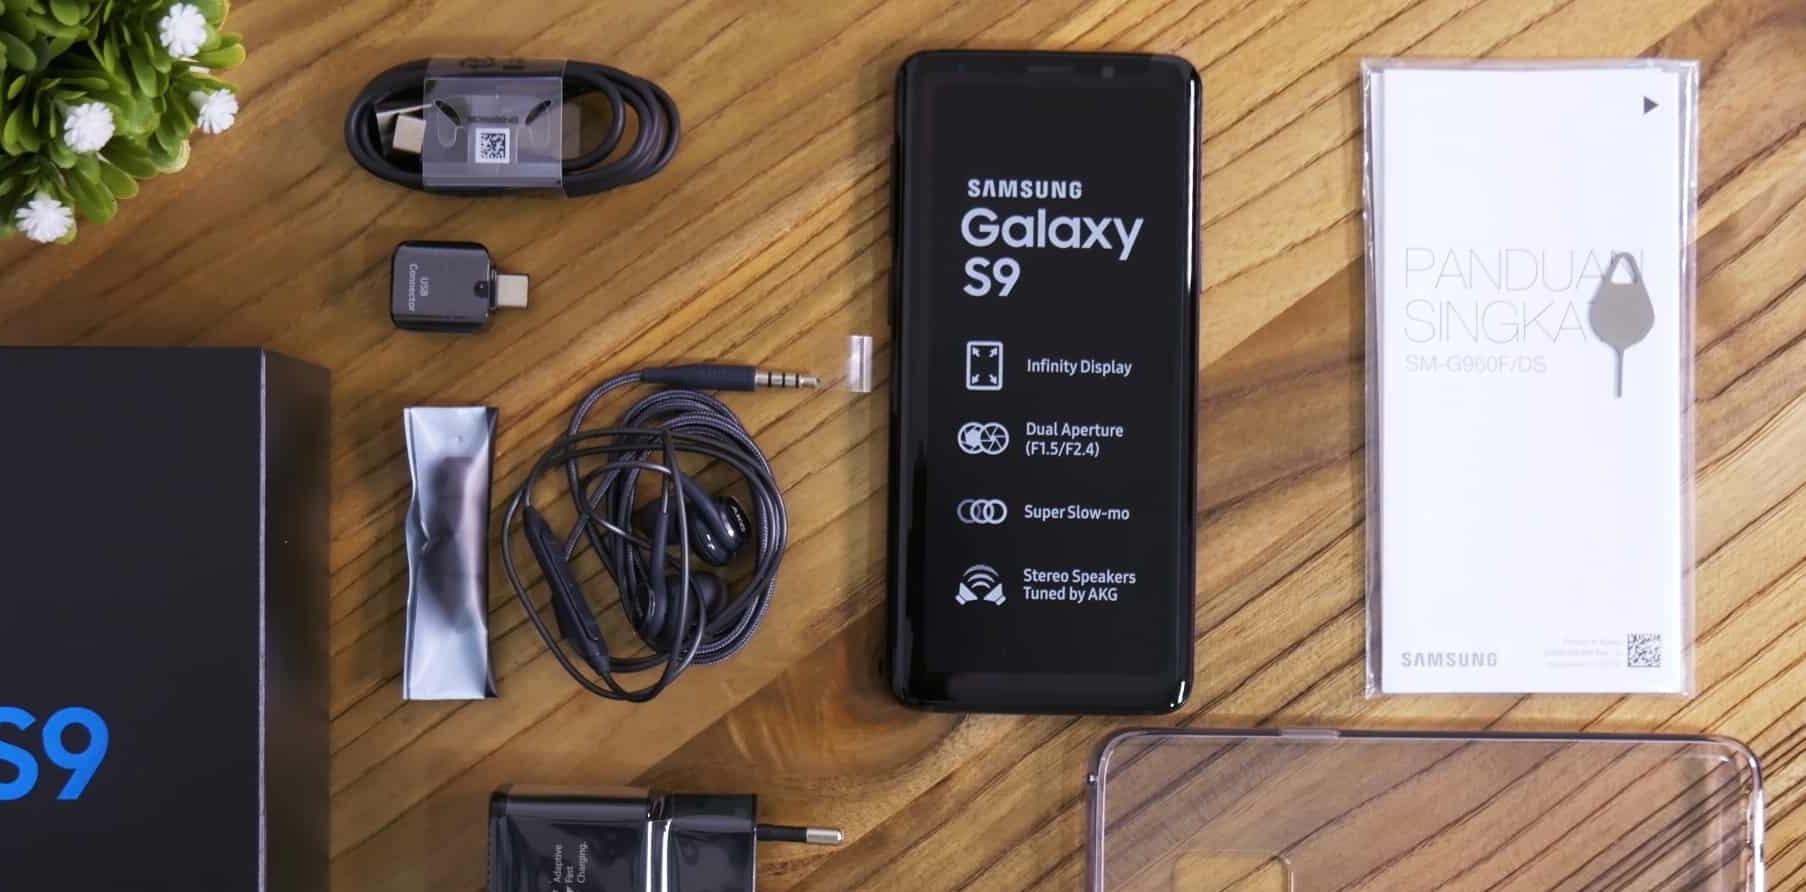 USB
Connector
S9
AKG
Adaptive
Fast
Charging.
SAMSUNG
Galaxy
S9
Infinity Display
Dual Aperture
(F1.5/F2.4)
Super Slow-mo
Stereo Speakers
Tuned by AKG
PANDUAN
SINGKA
SM-G960F/DS
SAMSUNG